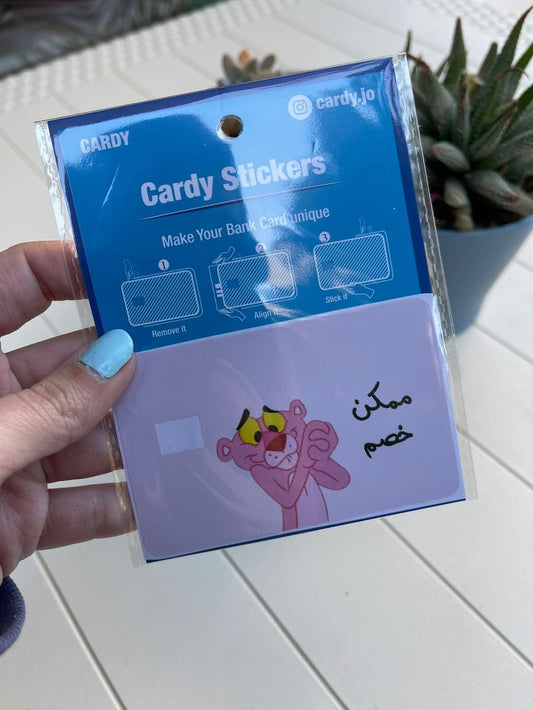 CARDY
cardy.jo
Cardy Stickers
Make Your Bank Card unique
1
2
3
Remove it
Align it
Stick it
ممكن
خصم